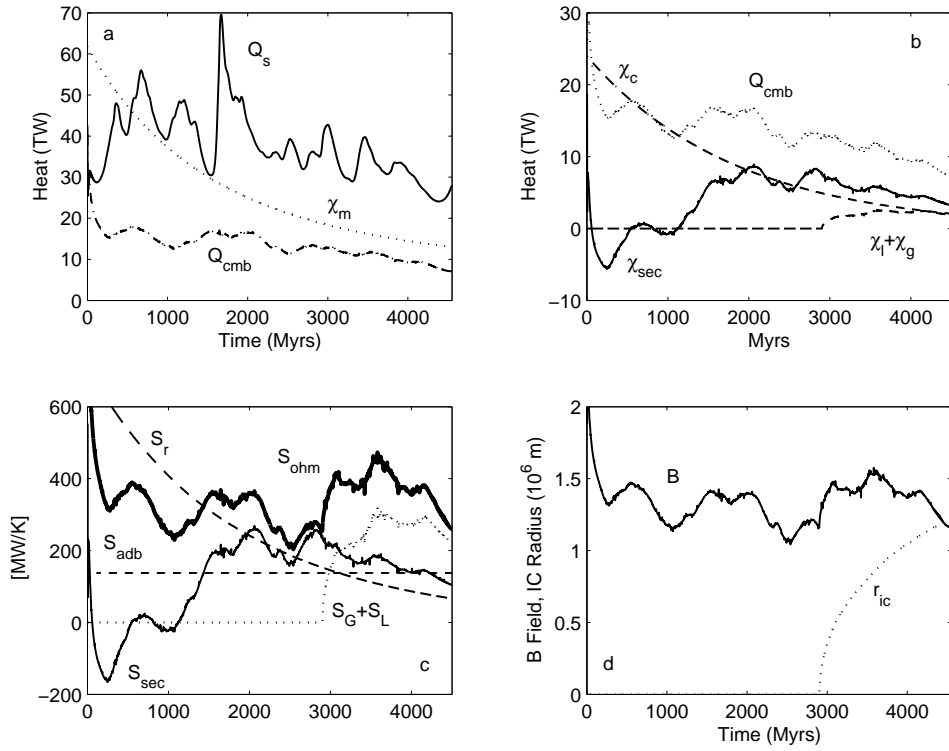 70
60
50
40
30
20
10
0
Heat (TW)
a
Q_s
χ_m
Q_cmb
0 1000 2000 3000 4000
Time (Myrs)
30
20
10
0
−10
Heat (TW)
b
χ_c
Q_cmb
χ_sec
χ_l+χ_g
0 1000 2000 3000 4000
Myrs
600
400
200
0
−200
[MW/K]
S_r
S_ohm
S_adb
S_G+S_L
S_sec
c
0 1000 2000 3000 4000
2
1.5
1
0.5
0
B Field, IC Radius (10^6 m)
B
r_ic
d
0 1000 2000 3000 4000
Time (Myrs)